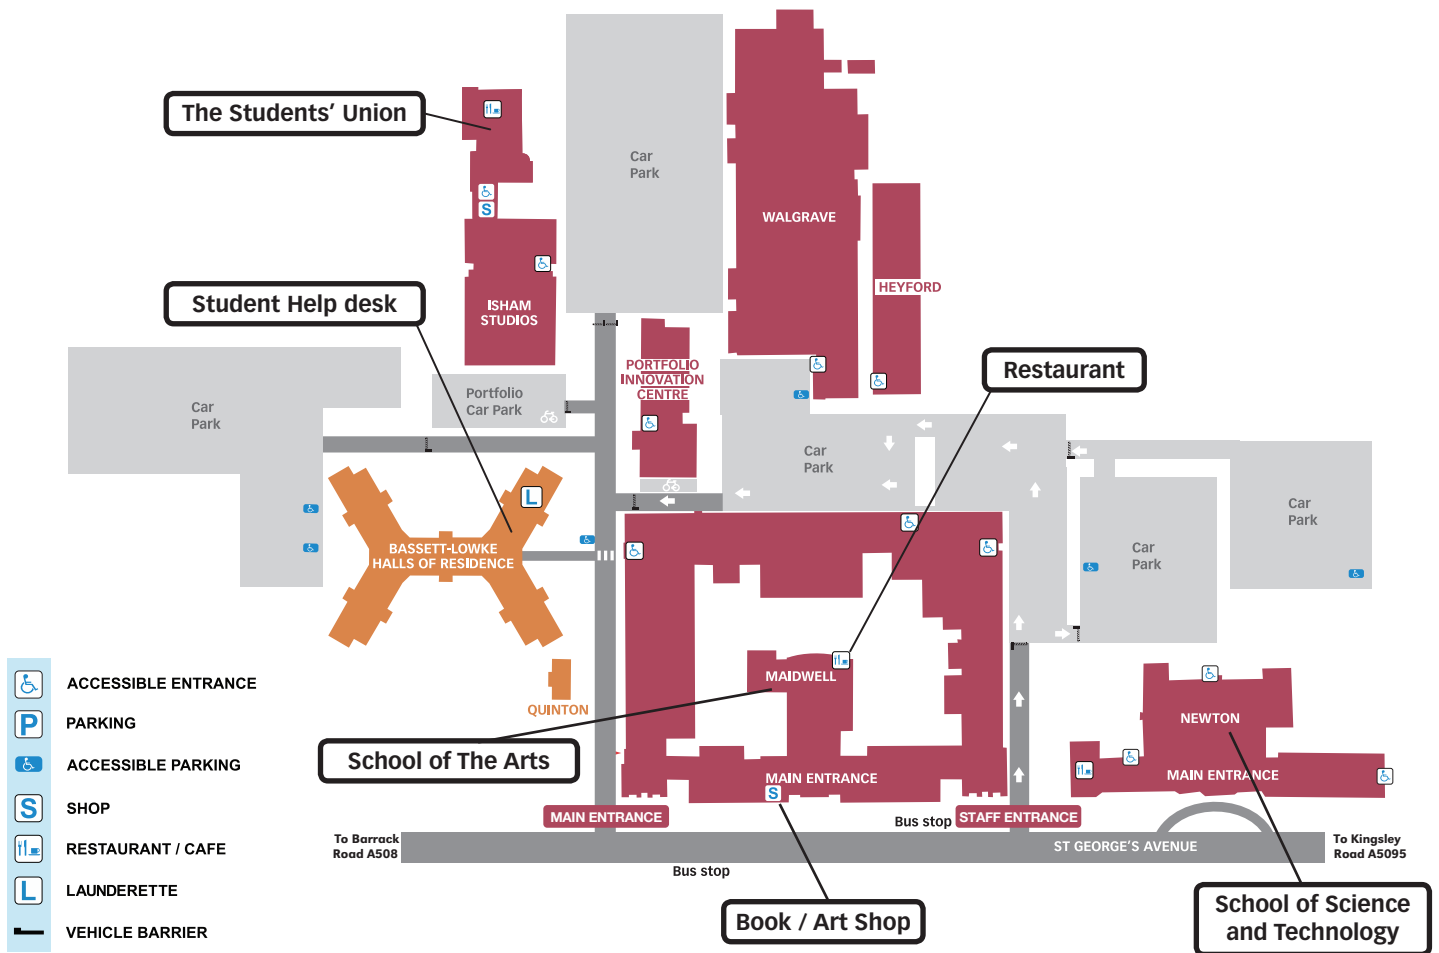 The Students' Union
Car
Park
WALGRAVE
S
HEYFORD
Student Help desk
ISHAM
STUDIOS
Restaurant
PORTFOLIO
INNOVATION
CENTRE
Portfolio
Car Park
Car
Park
Car
Park
Car
Park
Car
Park
L
BASSETT-LOWKE
HALLS OF RESIDENCE
QUINTON
MAIDWELL
NEWTON
School of The Arts
MAIN ENTRANCE
S
MAIN ENTRANCE
MAIN ENTRANCE
Bus stop
STAFF ENTRANCE
To Barrack
Road A508
ST GEORGE'S AVENUE
To Kingsley
Road A5095
Bus stop
Book / Art Shop
School of Science
and Technology
ACCESSIBLE ENTRANCE
P PARKING
ACCESSIBLE PARKING
S SHOP
RESTAURANT / CAFE
L LAUNDERETTE
VEHICLE BARRIER